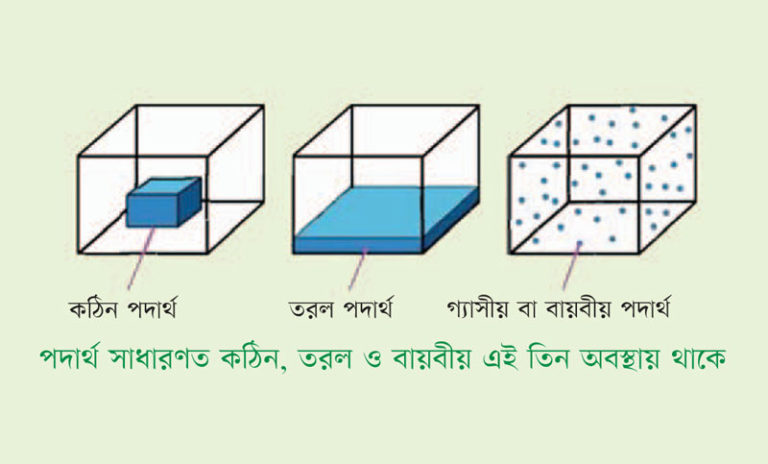 কঠিন পদার্থ
তরল পদার্থ
গ্যাসীয় বা বায়বীয় পদার্থ
পদার্থ সাধারণত কঠিন, তরল ও বায়বীয় এই তিন অবস্থায় থাকে